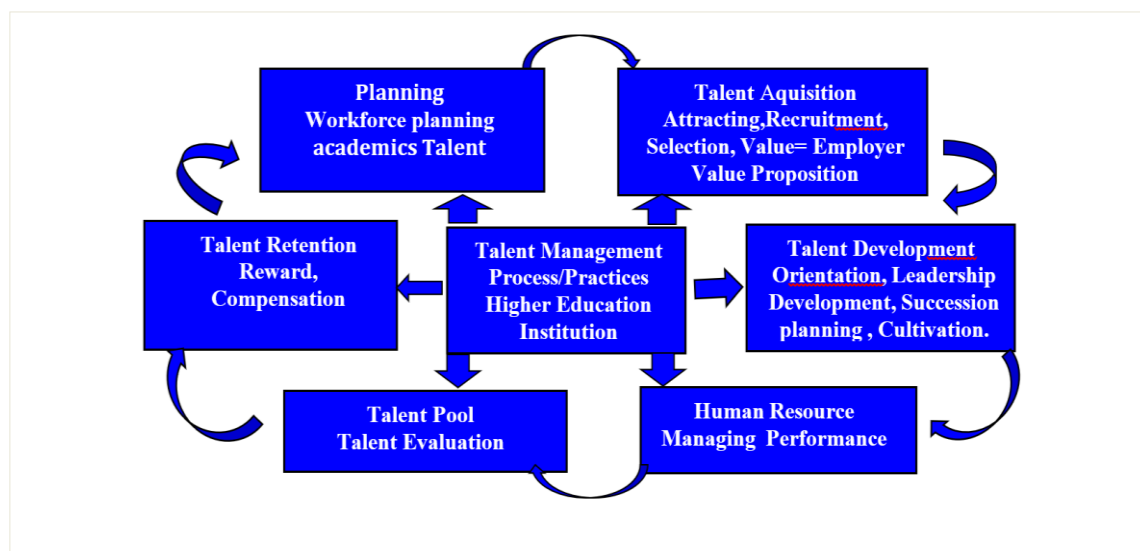 Planning
Workforce planning
academics Talent
Talent Aquisition
Attracting,Recruitment,
Selection, Value= Employer
Value Proposition
Talent Retention
Reward,
Compensation
Talent Management
Process/Practices
Higher Education
Institution
Talent Development
Orientation, Leadership
Development, Succession
planning , Cultivation.
Talent Pool
Talent Evaluation
Human Resource
Managing Performance